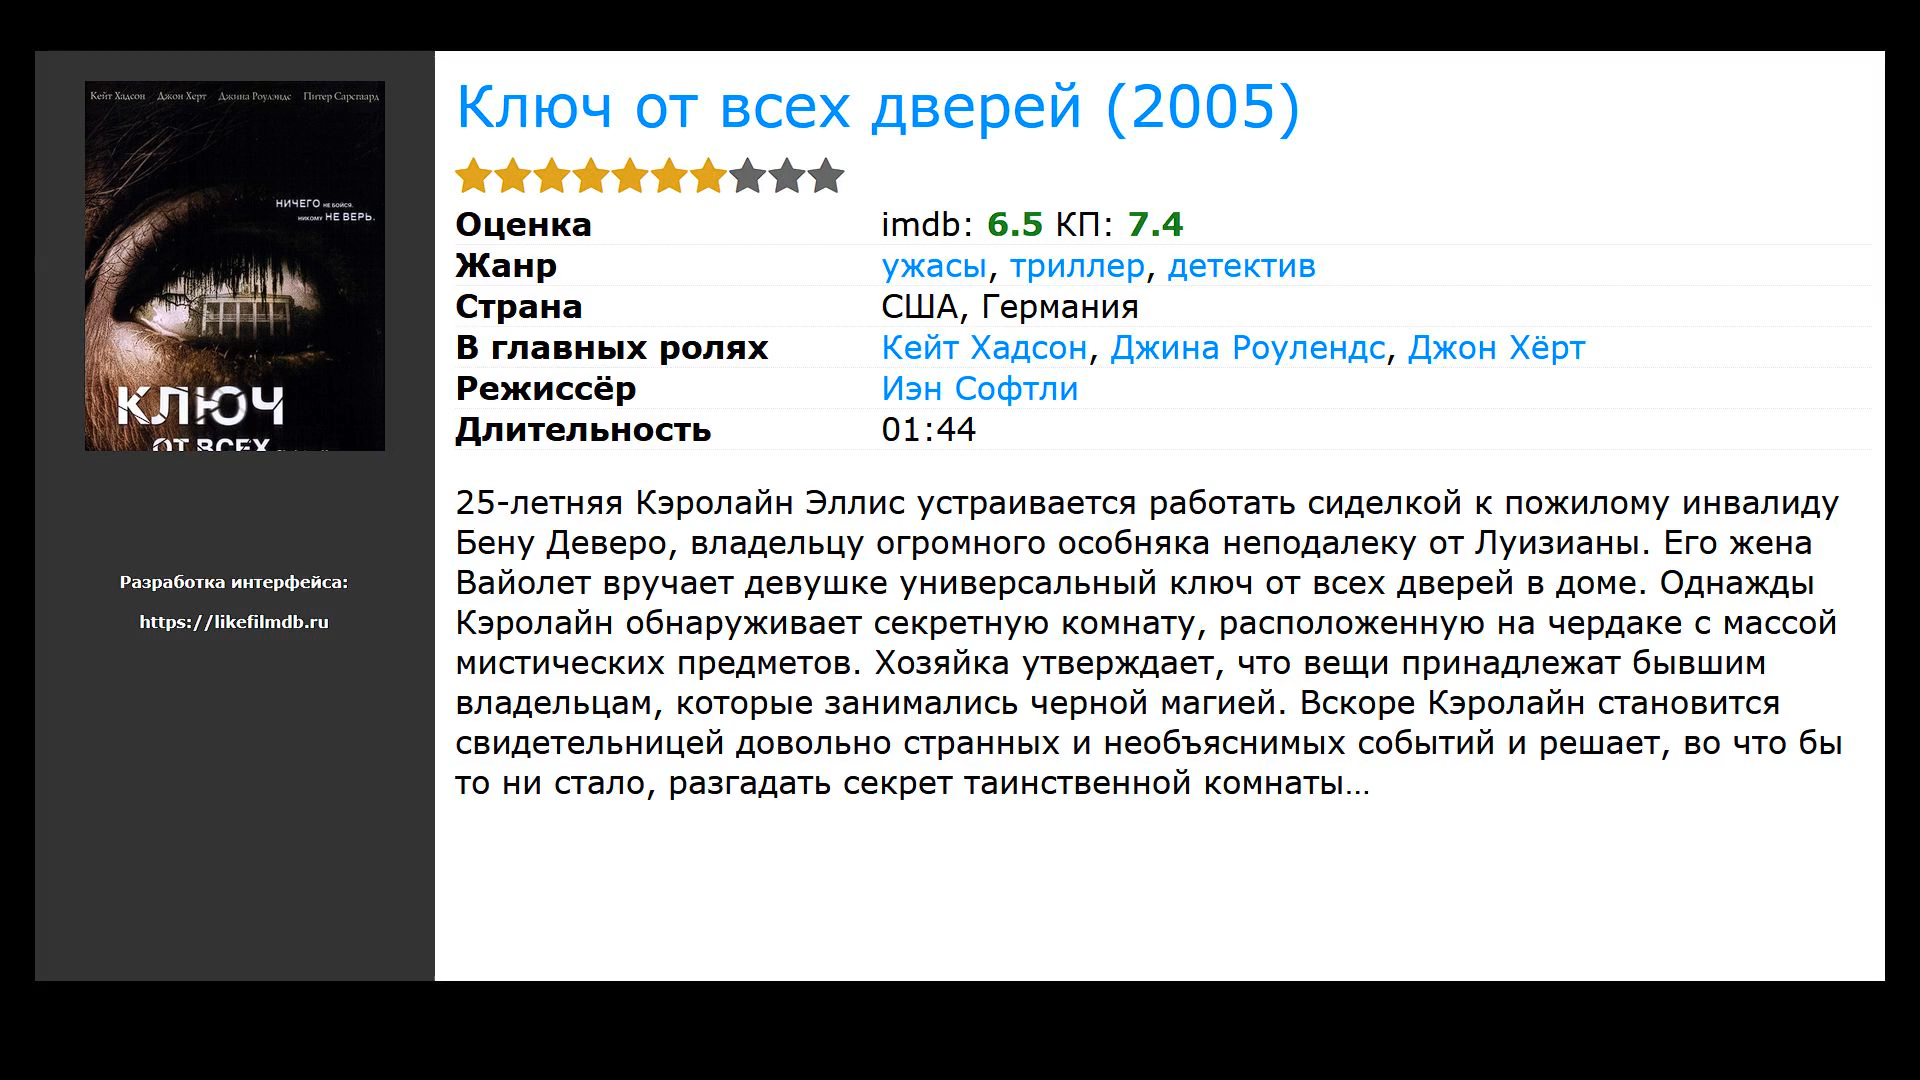 Кейт Хадсон Джон Херт Джина Роулэндс Питер Сарсгаард
НИЧЕГО НЕ БОЙСЯ.
НИКОМУ НЕ ВЕРЬ.
КЛЮЧ
ОТ ВСЕХ
Разработка интерфейса:
https://likefilmdb.ru
Ключ от всех дверей (2005)
Оценка imdb: 6.5 КП: 7.4
Жанр ужасы, триллер, детектив
Страна США, Германия
В главных ролях Кейт Хадсон, Джина Роулендс, Джон Хёрт
Режиссёр Иэн Софтли
Длительность 01:44
25-летняя Кэролайн Эллис устраивается работать сиделкой к пожилому инвалиду
Бену Деверо, владельцу огромного особняка неподалеку от Луизианы. Его жена
Вайолет вручает девушке универсальный ключ от всех дверей в доме. Однажды
Кэролайн обнаруживает секретную комнату, расположенную на чердаке с массой
мистических предметов. Хозяйка утверждает, что вещи принадлежат бывшим
владельцам, которые занимались черной магией. Вскоре Кэролайн становится
свидетельницей довольно странных и необъяснимых событий и решает, во что бы
то ни стало, разгадать секрет таинственной комнаты…